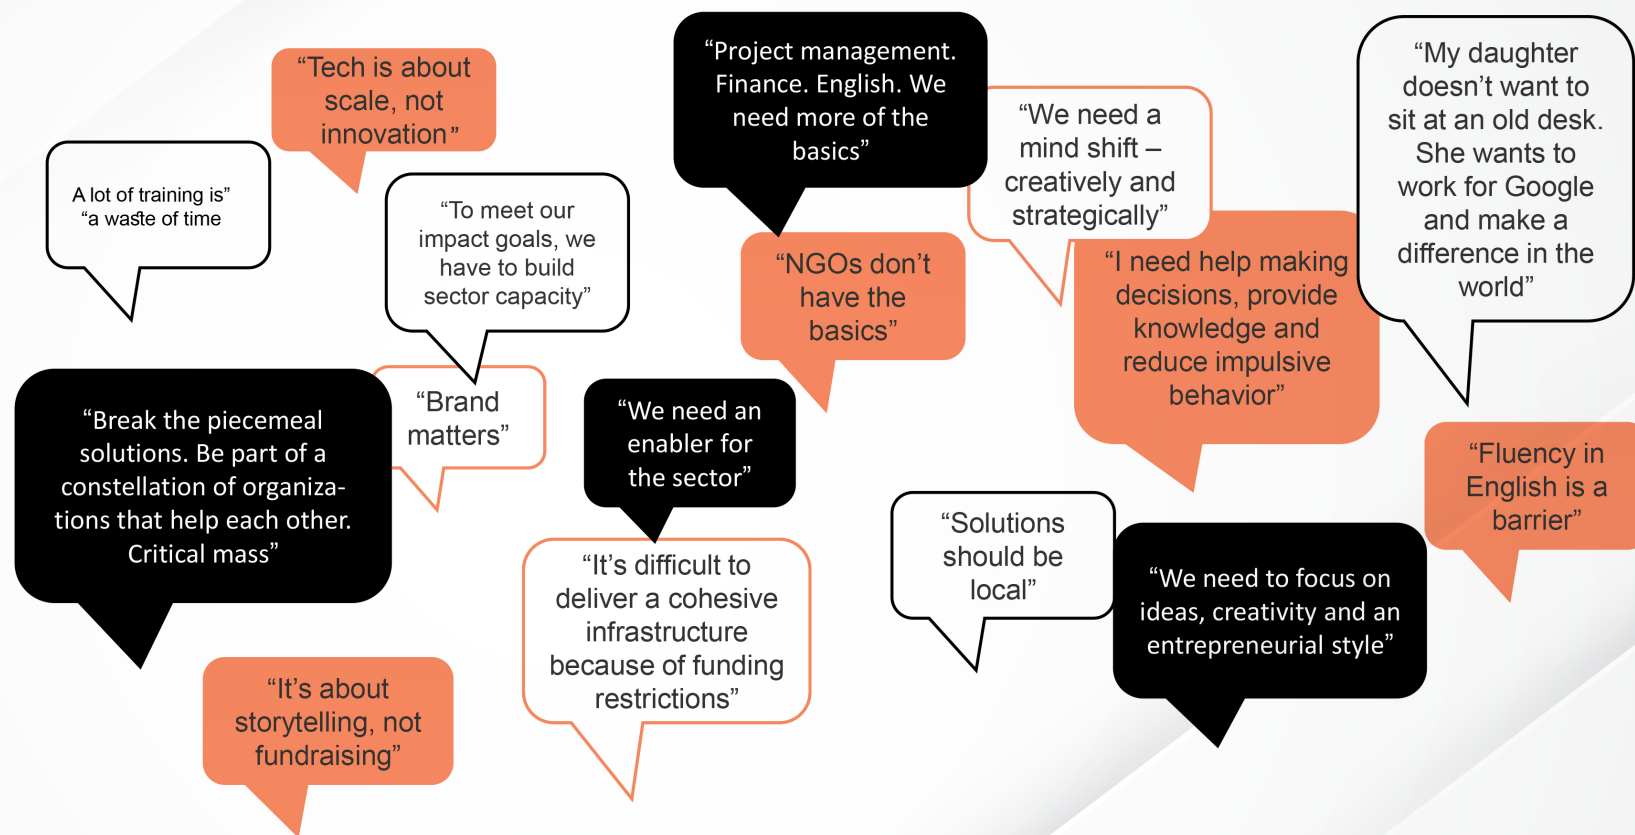 “Tech is about
scale, not
innovation”
“Project management.
Finance. English. We
need more of the
basics”
“My daughter
doesn’t want to
sit at an old desk.
She wants to
work for Google
and make a
difference in the
world”
“We need a
mind shift –
creatively and
strategically”
A lot of training is”
“a waste of time
“To meet our
impact goals, we
have to build
sector capacity”
“NGOs don’t
have the
basics”
“I need help making
decisions, provide
knowledge and
reduce impulsive
behavior”
“Break the piecemeal
solutions. Be part of a
constellation of organiza-
tions that help each other.
Critical mass”
“Brand
matters”
“We need an
enabler for
the sector”
“Fluency in
English is a
barrier”
“Solutions
should be
local”
“It’s difficult to
deliver a cohesive
infrastructure
because of funding
restrictions”
“We need to focus on
ideas, creativity and an
entrepreneurial style”
“It’s about
storytelling, not
fundraising”